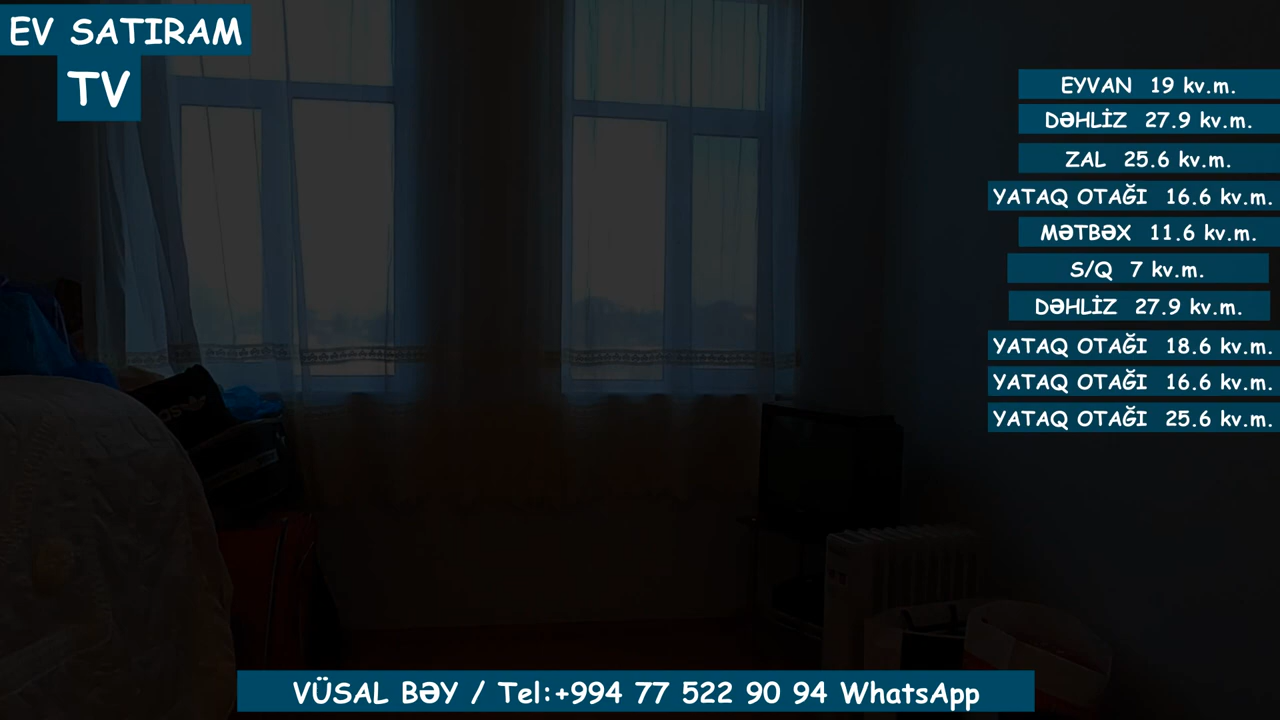 EV SATIRAM
TV
EYVAN 19 kv.m.
DƏHLİZ 27.9 kv.m.
ZAL 25.6 kv.m.
YATAQ OTAĞI 16.6 kv.m.
MƏTBƏX 11.6 kv.m.
S/Q 7 kv.m.
DƏHLİZ 27.9 kv.m.
YATAQ OTAĞI 18.6 kv.m.
YATAQ OTAĞI 16.6 kv.m.
YATAQ OTAĞI 25.6 kv.m.
VÜSAL BƏY / Tel:+994 77 522 90 94 WhatsApp